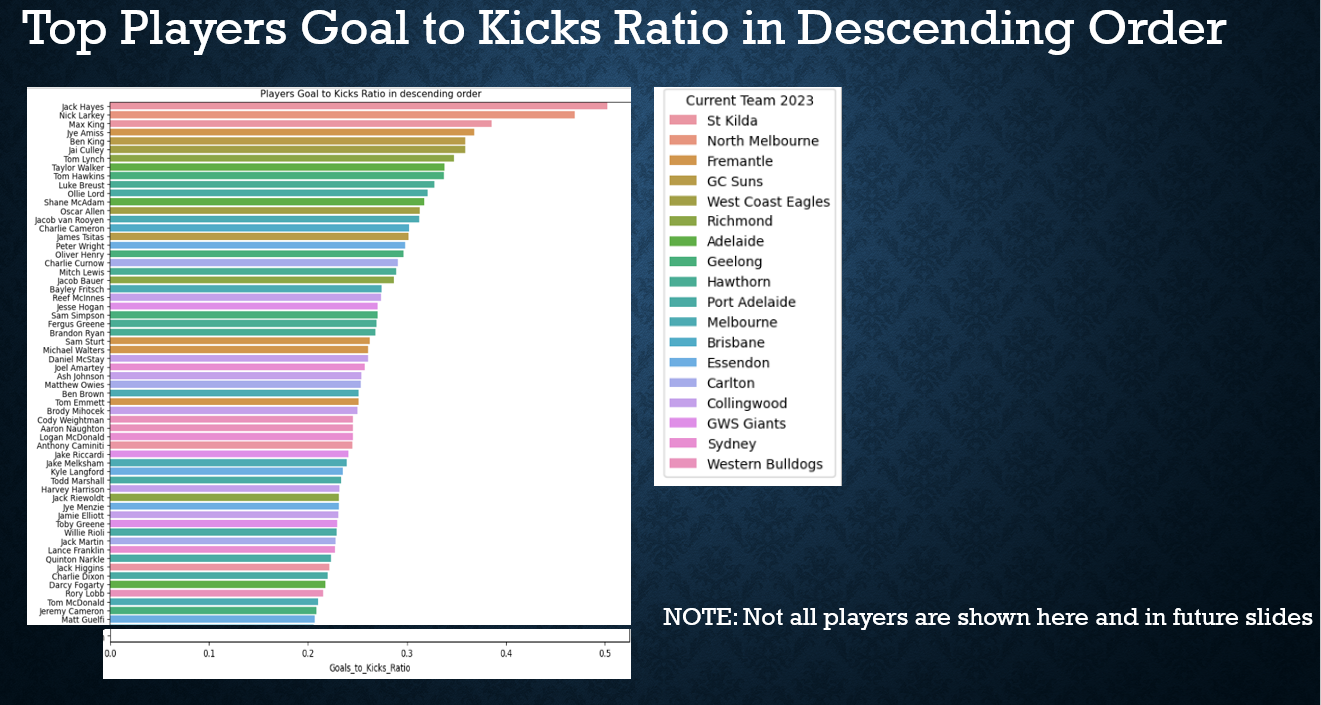 Top Players Goal to Kicks Ratio in Descending Order
Players Goal to Kicks Ratio in descending order
Jack Hayes
Nick Larkey
Max King
Jye Amiss
Ben King
Jai Culley
Tom Lynch
Taylor Walker
Tom Hawkins
Luke Breust
Ollie Lord
Shane McAdam
Oscar Allen
Jacob van Rooyen
Charlie Cameron
James Tsitas
Peter Wright
Oliver Henry
Charlie Curnow
Mitch Lewis
Jacob Bauer
Bayley Fritsch
Reef McInnes
Jesse Hogan
Sam Simpson
Fergus Greene
Brandon Ryan
Sam Sturt
Michael Walters
Daniel McStay
Joel Amartey
Ash Johnson
Matthew Owies
Ben Brown
Tom Emmett
Brody Mihocek
Cody Weightman
Aaron Naughton
Logan McDonald
Anthony Caminiti
Jake Riccardi
Jake Melksham
Kyle Langford
Todd Marshall
Harvey Harrison
Jack Riewoldt
Jye Menzie
Jamie Elliott
Toby Greene
Willie Rioli
Jack Martin
Lance Franklin
Quinton Narkle
Jack Higgins
Charlie Dixon
Darcy Fogarty
Rory Lobb
Tom McDonald
Jeremy Cameron
Matt Guelfi
0.0 0.1 0.2 0.3 0.4 0.5
Goals_to_Kicks_Ratio
Current Team 2023
St Kilda
North Melbourne
Fremantle
GC Suns
West Coast Eagles
Richmond
Adelaide
Geelong
Hawthorn
Port Adelaide
Melbourne
Brisbane
Essendon
Carlton
Collingwood
GWS Giants
Sydney
Western Bulldogs
NOTE: Not all players are shown here and in future slides